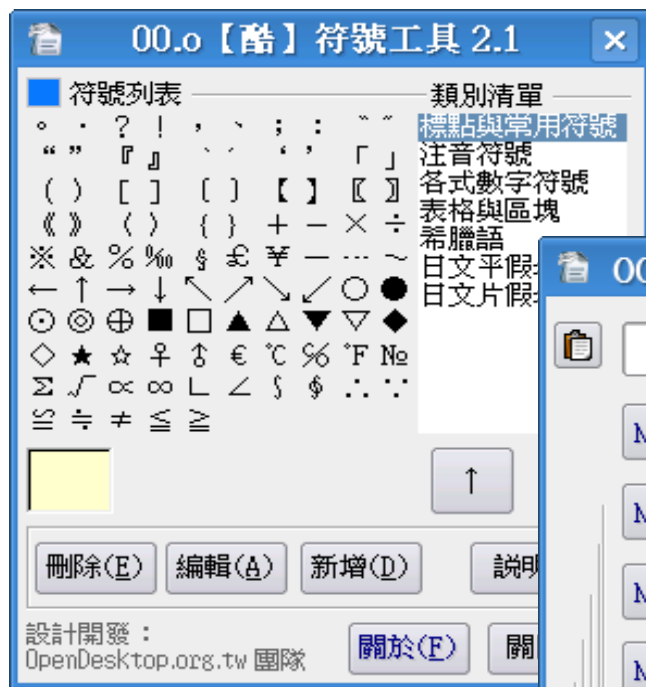 OO.o【酷】符號工具 2.1
符號列表
類別清單
。 · ? ! , 、 ; : ~ ~
“ ” 『 』 ` ´ ‘ ’ 「 」
( ) [ ] 〔 〕 【 】 〖 〗
《 》 〈 〉 { } + − × ÷
※ & % ‰ § £ ¥ — … ~
← ↑ → ↓ ↖ ↗ ↘ ↙ ○ ●
⊙ ◎ ⊕ ■ □ ▲ △ ▼ ▽ ◆
◇ ★ ☆ ♀ ♂ € ℃ ℅ ℉ №
Σ √ ∝ ∞ ∟ ∠ ∫ ∮ ∴ ∵
≌ ≒ ≠ ≦ ≧
標點與常用符號
注音符號
各式數字符號
表格與區塊
希臘語
日文平假
日文片假
↑
刪除(E)
編輯(A)
新增(D)
說明
設計開發：
OpenDesktop.org.tw 團隊
關於(F)
OO